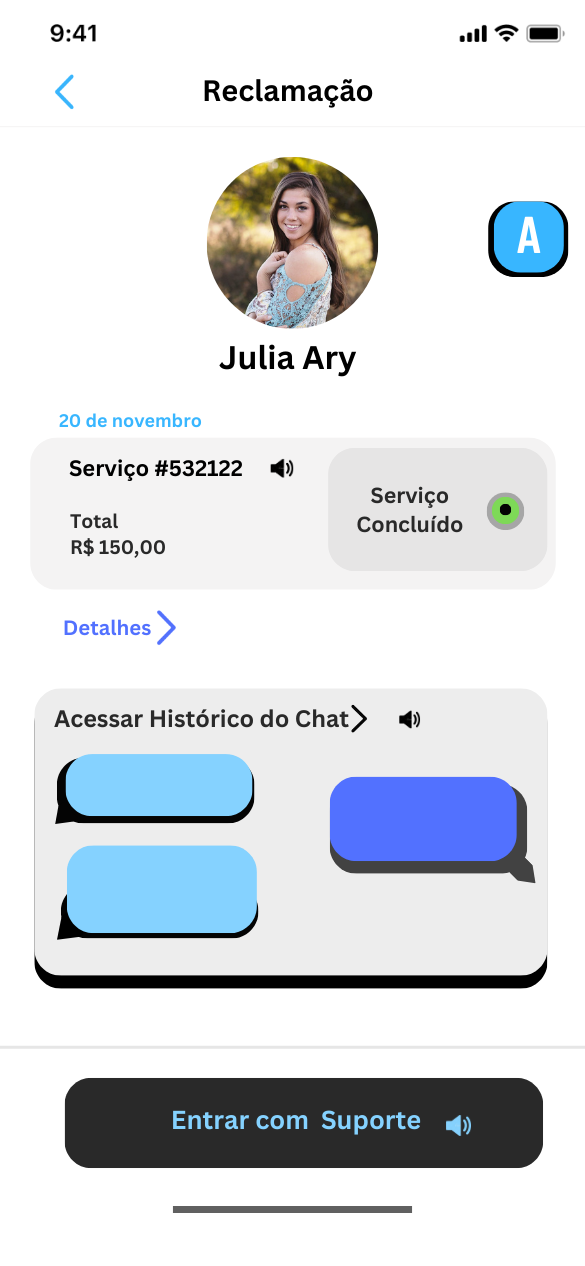 9:41
Reclamação
A
Julia Ary
20 de novembro
Serviço #532122
Total
R$ 150,00
Serviço
Concluído
Detalhes
Acessar Histórico do Chat
Entrar com Suporte